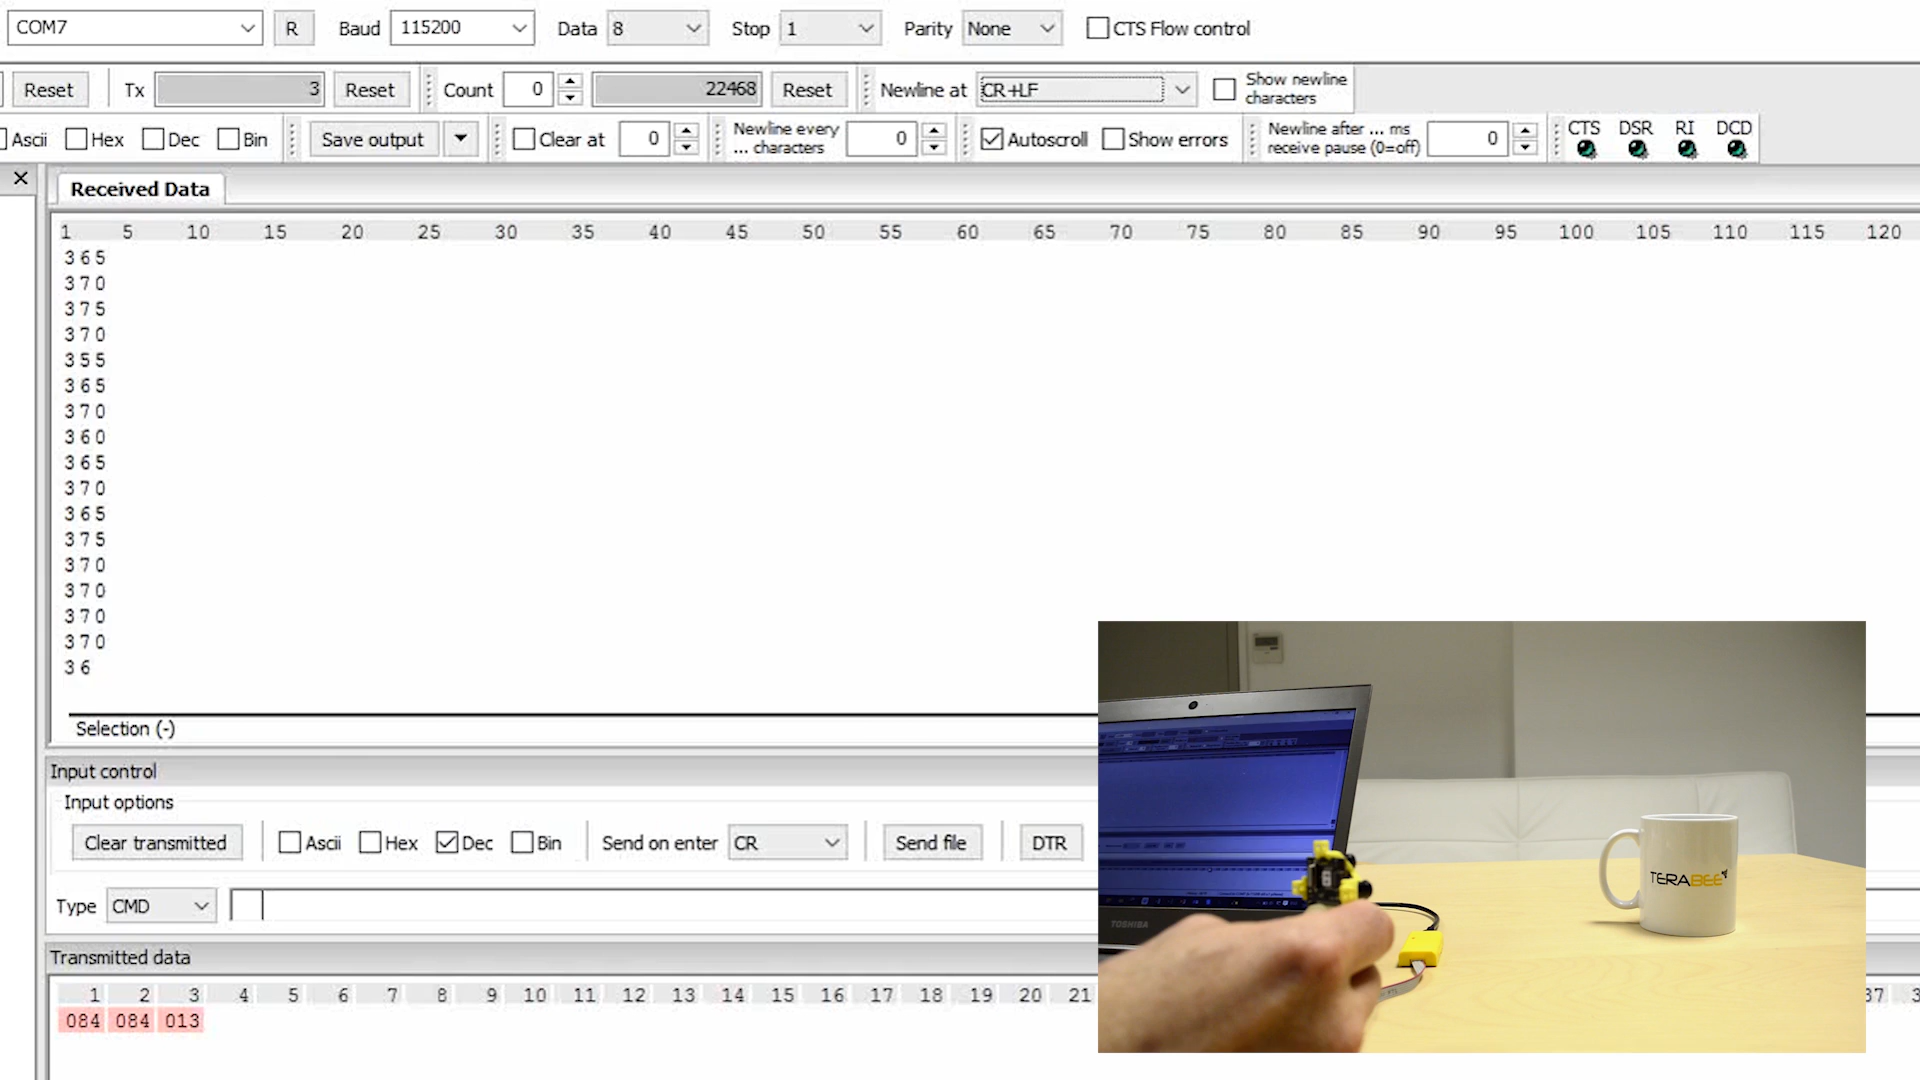 COM7 R Baud 115200 Data 8 Stop 1 Parity None CTS Flow control
Reset Tx 3 Reset Count 0 22468 Reset Newline at CR+LF Show newline characters
Ascii Hex Dec Bin Save output Clear at 0 Newline every ... characters 0 Autoscroll Show errors Newline after ... ms receive pause (0=off) 0 CTS DSR RI DCD
Received Data
1 5 10 15 20 25 30 35 40 45 50 55 60 65 70 75 80 85 90 95 100 105 110 115 120
365
370
375
370
355
365
370
360
365
370
365
375
370
370
370
370
36
Selection (-)
Input control
Input options
Clear transmitted Ascii Hex Dec Bin Send on enter CR Send file DTR
Type CMD
Transmitted data
1 2 3 4 5 6 7 8 9 10 11 12 13 14 15 16 17 18 19 20 21 37
084 084 013
TOSHIBA
TERABEE